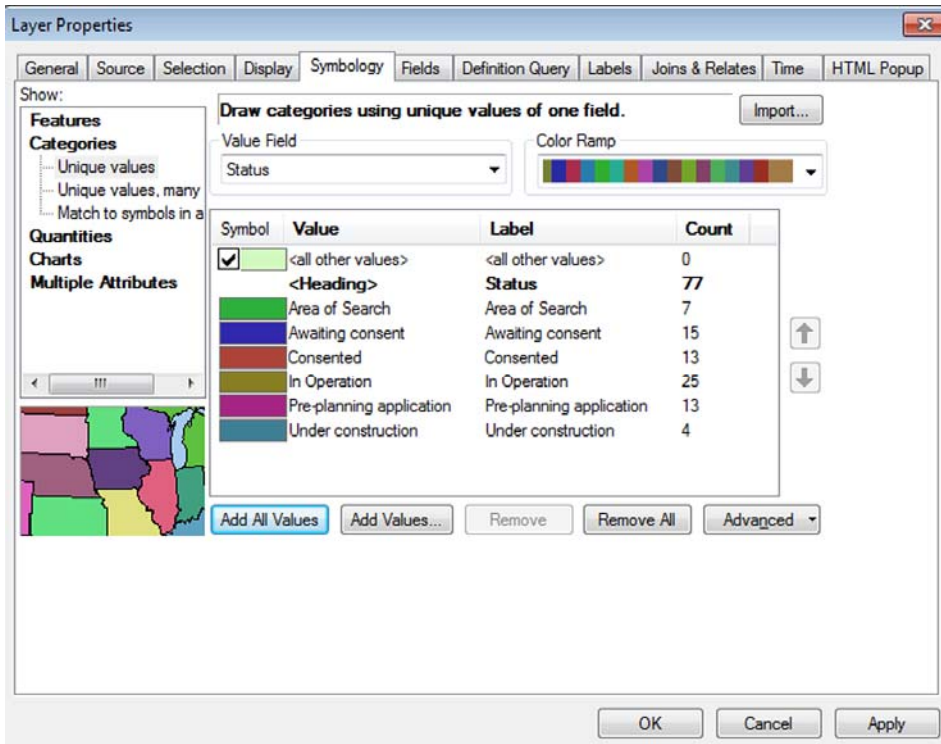 Layer Properties
General Source Selection Display Symbology Fields Definition Query Labels Joins & Relates Time HTML Popup
Show:
Features
Categories
Unique values
Unique values, many
Match to symbols in a
Quantities
Charts
Multiple Attributes
Draw categories using unique values of one field.
Import...
Value Field
Status
Color Ramp
Symbol Value Label Count
<all other values> <all other values> 0
<Heading> Status 77
Area of Search Area of Search 7
Awaiting consent Awaiting consent 15
Consented Consented 13
In Operation In Operation 25
Pre-planning application Pre-planning application 13
Under construction Under construction 4
Add All Values Add Values... Remove Remove All Advanced
OK Cancel Apply